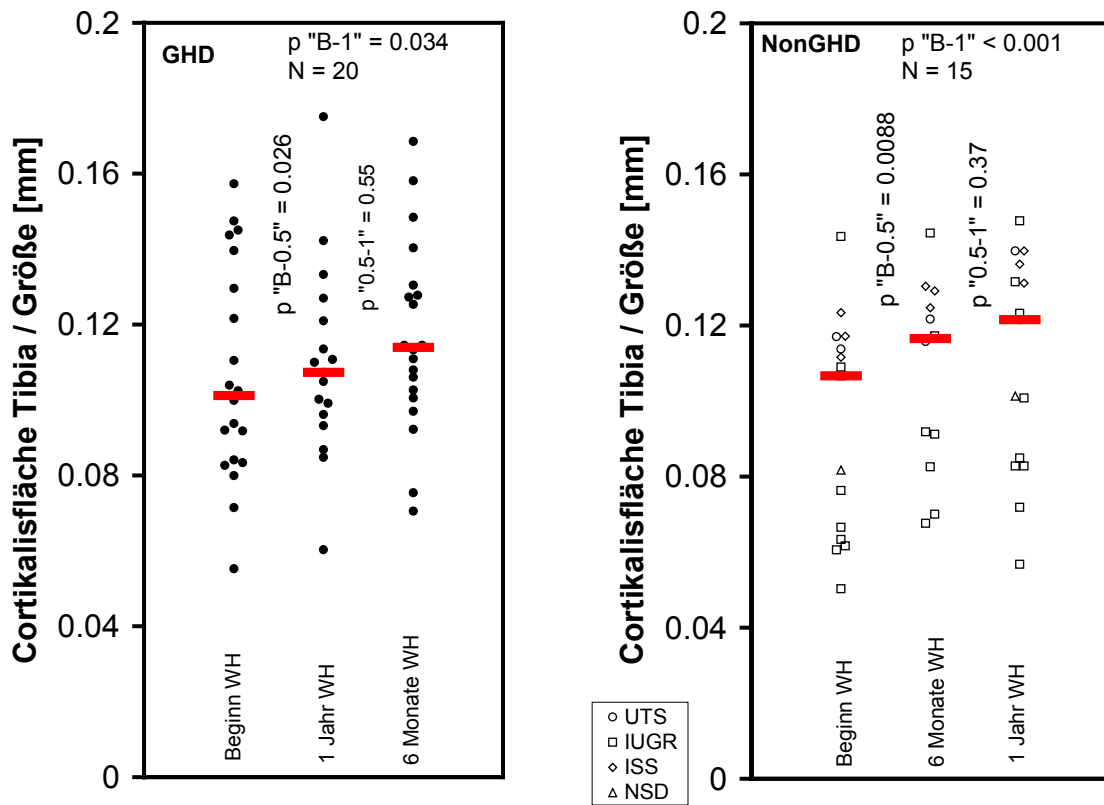 0.2
0.16
0.12
0.08
0.04
0
Cortikalisfläche Tibia / Größe [mm]
GHD
p "B-1" = 0.034
N = 20
p "B-0.5" = 0.026
p "0.5-1" = 0.55
Beginn WH
1 Jahr WH
6 Monate WH
0.2
0.16
0.12
0.08
0.04
0
Cortikalisfläche Tibia / Größe [mm]
NonGHD
p "B-1" < 0.001
N = 15
p "B-0.5" = 0.0088
p "0.5-1" = 0.37
Beginn WH
6 Monate WH
1 Jahr WH
UTS
IUGR
ISS
NSD